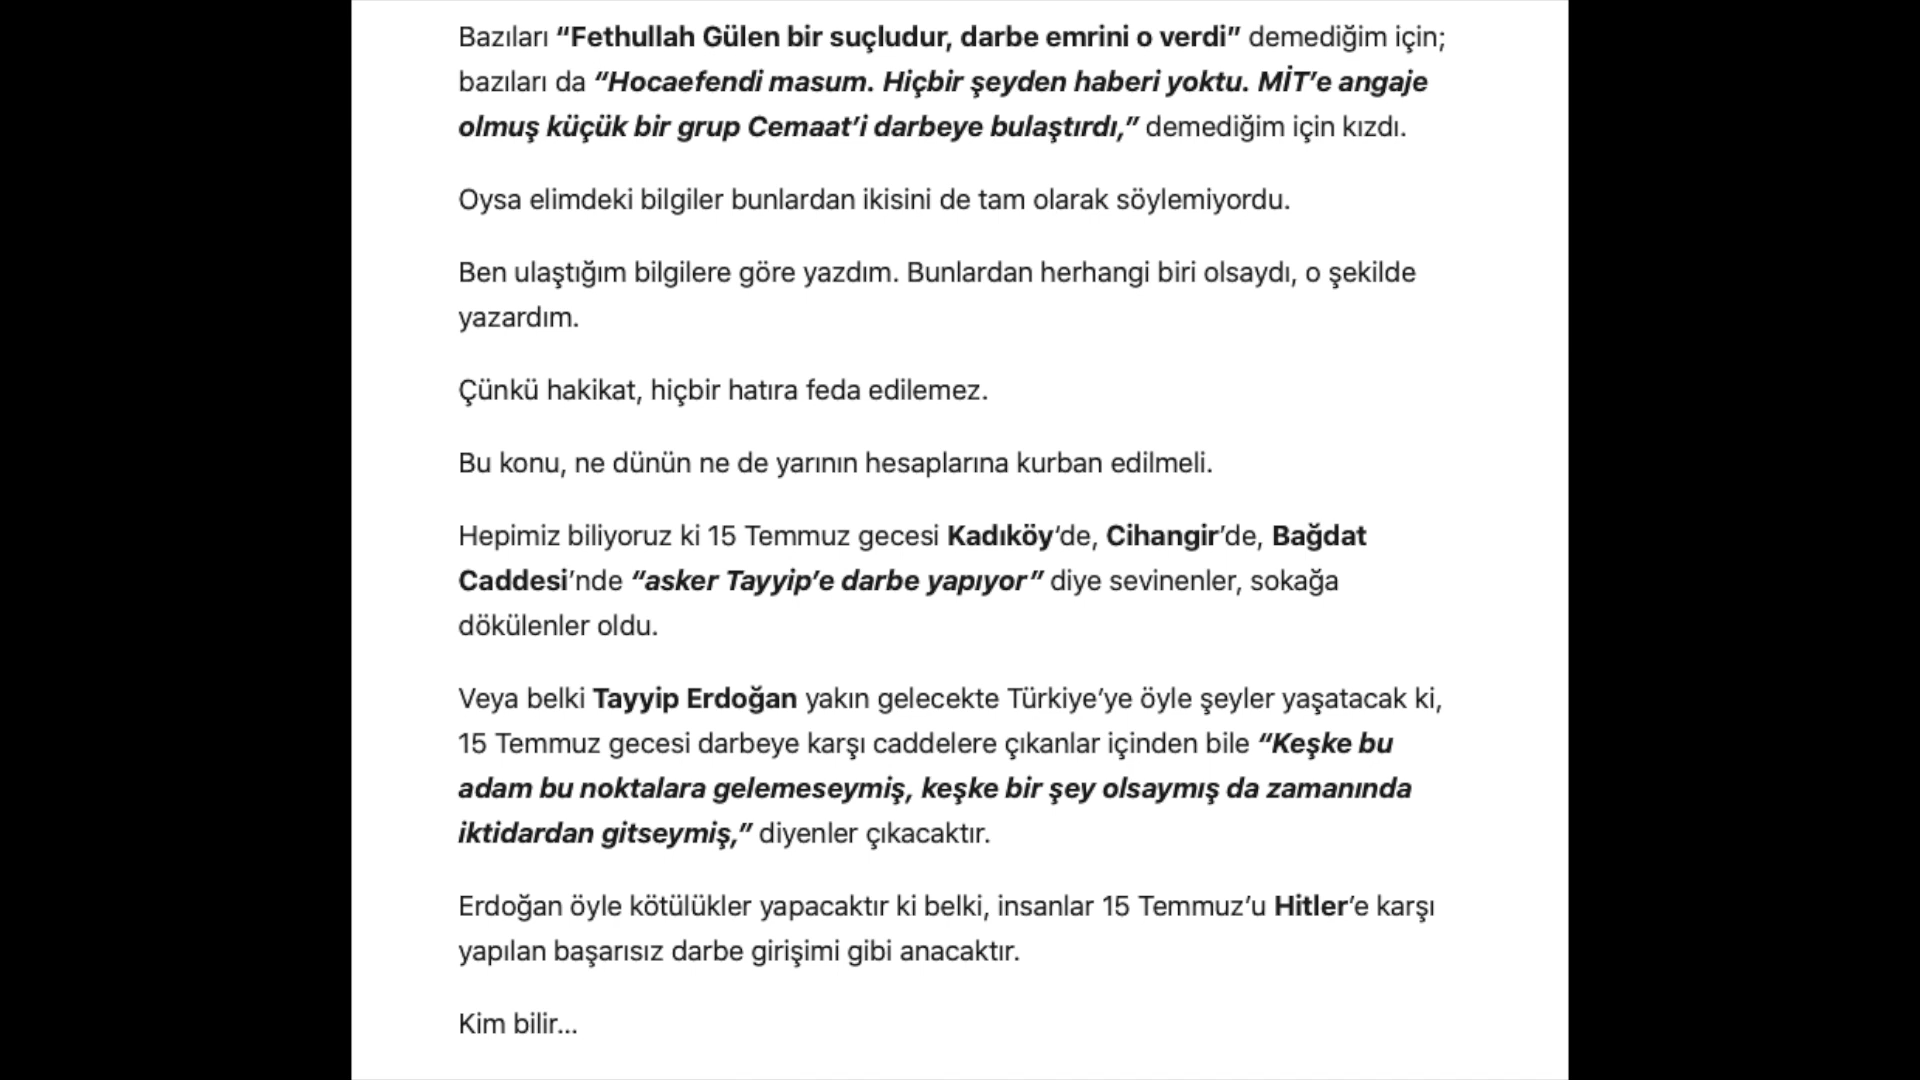 Bazıları “Fethullah Gülen bir suçludur, darbe emrini o verdi” demediğim için;
bazıları da “Hocaefendi masum. Hiçbir şeyden haberi yoktu. MİT’e angaje
olmuş küçük bir grup Cemaat’i darbeye bulaştırdı,” demediğim için kızdı.
Oysa elimdeki bilgiler bunlardan ikisini de tam olarak söylemiyordu.
Ben ulaştığım bilgilere göre yazdım. Bunlardan herhangi biri olsaydı, o şekilde
yazardım.
Çünkü hakikat, hiçbir hatıra feda edilemez.
Bu konu, ne dünün ne de yarının hesaplarına kurban edilmeli.
Hepimiz biliyoruz ki 15 Temmuz gecesi Kadıköy‘de, Cihangir’de, Bağdat
Caddesi’nde “asker Tayyip’e darbe yapıyor” diye sevinenler, sokağa
dökülenler oldu.
Veya belki Tayyip Erdoğan yakın gelecekte Türkiye’ye öyle şeyler yaşatacak ki,
15 Temmuz gecesi darbeye karşı caddelere çıkanlar içinden bile “Keşke bu
adam bu noktalara gelemeseymiş, keşke bir şey olsaymış da zamanında
iktidardan gitseymiş,” diyenler çıkacaktır.
Erdoğan öyle kötülükler yapacaktır ki belki, insanlar 15 Temmuz’u Hitler’e karşı
yapılan başarısız darbe girişimi gibi anacaktır.
Kim bilir…